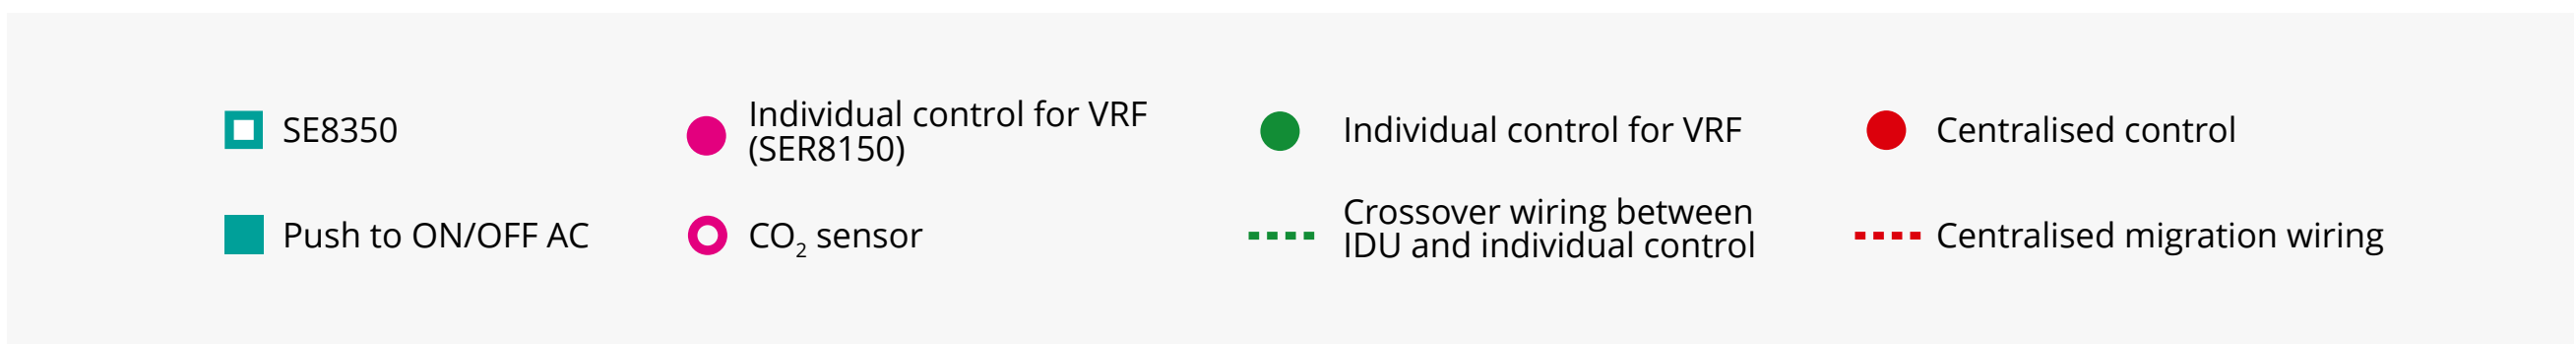 SE8350
Individual control for VRF
(SER8150)
Individual control for VRF
Centralised control
Push to ON/OFF AC
CO₂ sensor
Crossover wiring between
IDU and individual control
Centralised migration wiring